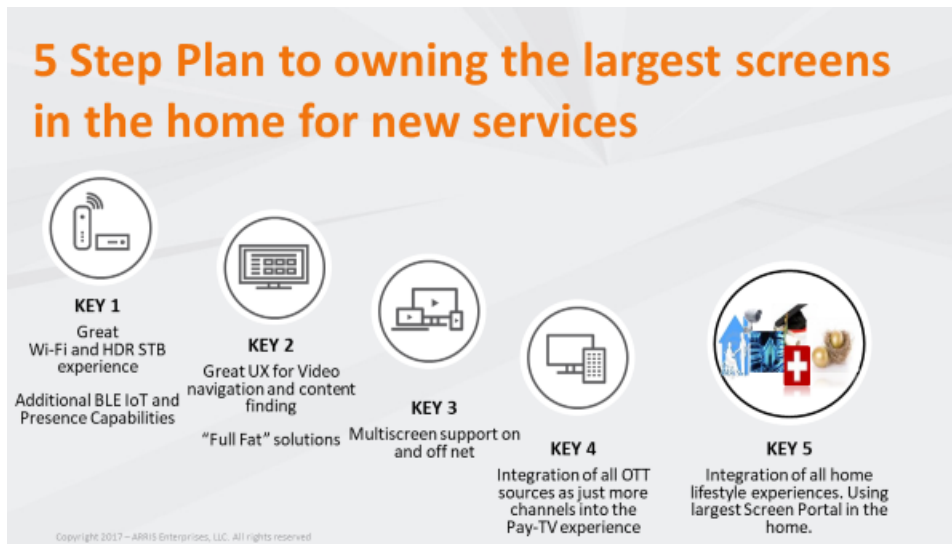 5 Step Plan to owning the largest screens
in the home for new services
KEY 1
Great
Wi-Fi and HDR STB
experience
Additional BLE IoT and
Presence Capabilities
KEY 2
Great UX for Video
navigation and content
finding
“Full Fat” solutions
KEY 3
Multiscreen support on
and off net
KEY 4
Integration of all OTT
sources as just more
channels into the
Pay-TV experience
KEY 5
Integration of all home
lifestyle experiences. Using
largest Screen Portal in the
home.
Copyright 2017 – ARRIS Enterprises, LLC. All rights reserved